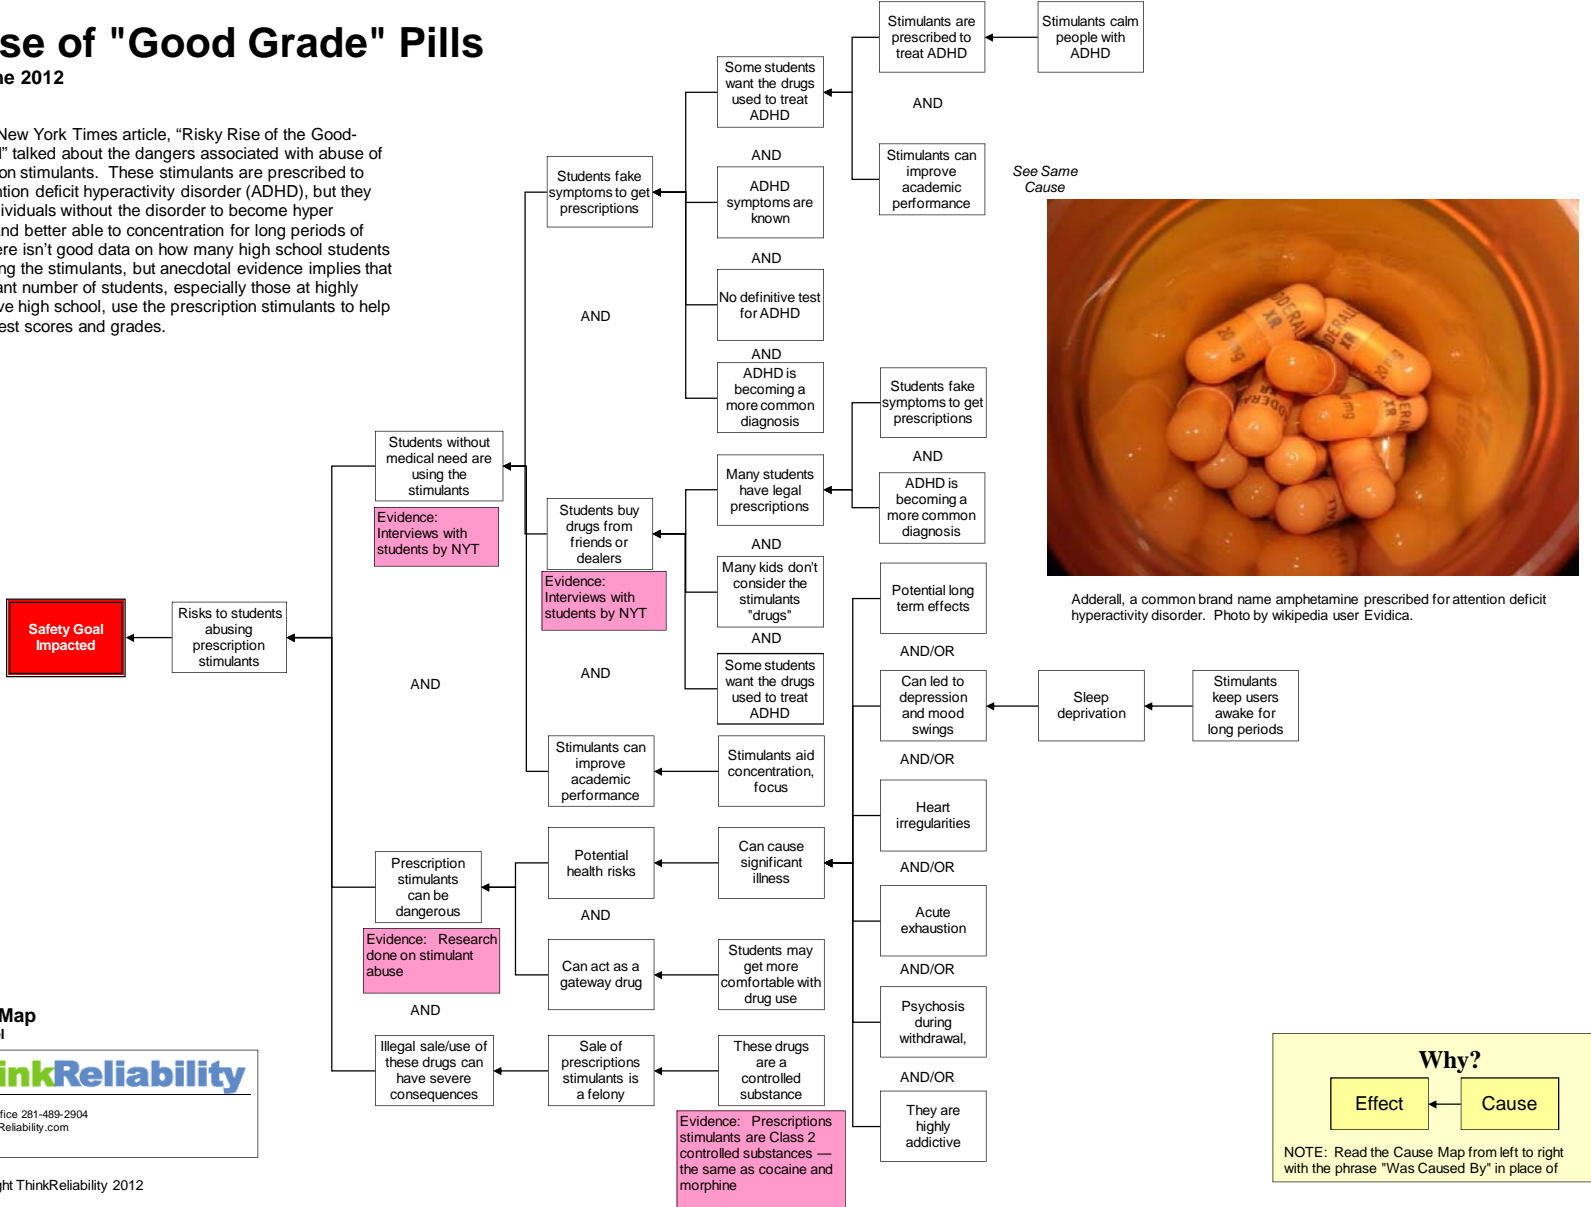 se of "Good Grade" Pills
ne 2012
New York Times article, “Risky Rise of the Good-
” talked about the dangers associated with abuse of
on stimulants. These stimulants are prescribed to
ntion deficit hyperactivity disorder (ADHD), but they
dividuals without the disorder to become hyper
and better able to concentration for long periods of
ere isn’t good data on how many high school students
ng the stimulants, but anecdotal evidence implies that
ant number of students, especially those at highly
ve high school, use the prescription stimulants to help
est scores and grades.
Safety Goal
Impacted
Risks to students
abusing
prescription
stimulants
Students without
medical need are
using the
stimulants
Evidence:
Interviews with
students by NYT
AND
Prescription
stimulants
can be
dangerous
Evidence: Research
done on stimulant
abuse
AND
Illegal sale/use of
these drugs can
have severe
consequences
Students fake
symptoms to get
prescriptions
AND
Students buy
drugs from
friends or
dealers
Evidence:
Interviews with
students by NYT
AND
Stimulants can
improve
academic
performance
Potential
health risks
AND
Can act as a
gateway drug
Sale of
prescriptions
stimulants is
a felony
Some students
want the drugs
used to treat
ADHD
AND
ADHD
symptoms are
known
AND
No definitive test
for ADHD
AND
ADHD is
becoming a
more common
diagnosis
Many students
have legal
prescriptions
AND
Many kids don't
consider the
stimulants
"drugs"
AND
Some students
want the drugs
used to treat
ADHD
Stimulants aid
concentration,
focus
Can cause
significant
illness
Students may
get more
comfortable with
drug use
These drugs
are a
controlled
substance
Evidence: Prescriptions
stimulants are Class 2
controlled substances —
the same as cocaine and
morphine
Stimulants are
prescribed to
treat ADHD
AND
Stimulants can
improve
academic
performance
Students fake
symptoms to get
prescriptions
AND
ADHD is
becoming a
more common
diagnosis
Potential long
term effects
AND/OR
Can led to
depression
and mood
swings
AND/OR
Heart
irregularities
AND/OR
Acute
exhaustion
AND/OR
Psychosis
during
withdrawal,
AND/OR
They are
highly
addictive
Stimulants calm
people with
ADHD
See Same
Cause
Sleep
deprivation
Stimulants
keep users
awake for
long periods
DDERAL
XR
20mg
DDERALL
XR
20mg
Adderall, a common brand name amphetamine prescribed for attention deficit
hyperactivity disorder. Photo by wikipedia user Evidica.
Map
el
inkReliability
ffice 281-489-2904
Reliability.com
ght ThinkReliability 2012
Why?
Effect
Cause
NOTE: Read the Cause Map from left to right
with the phrase "Was Caused By" in place of